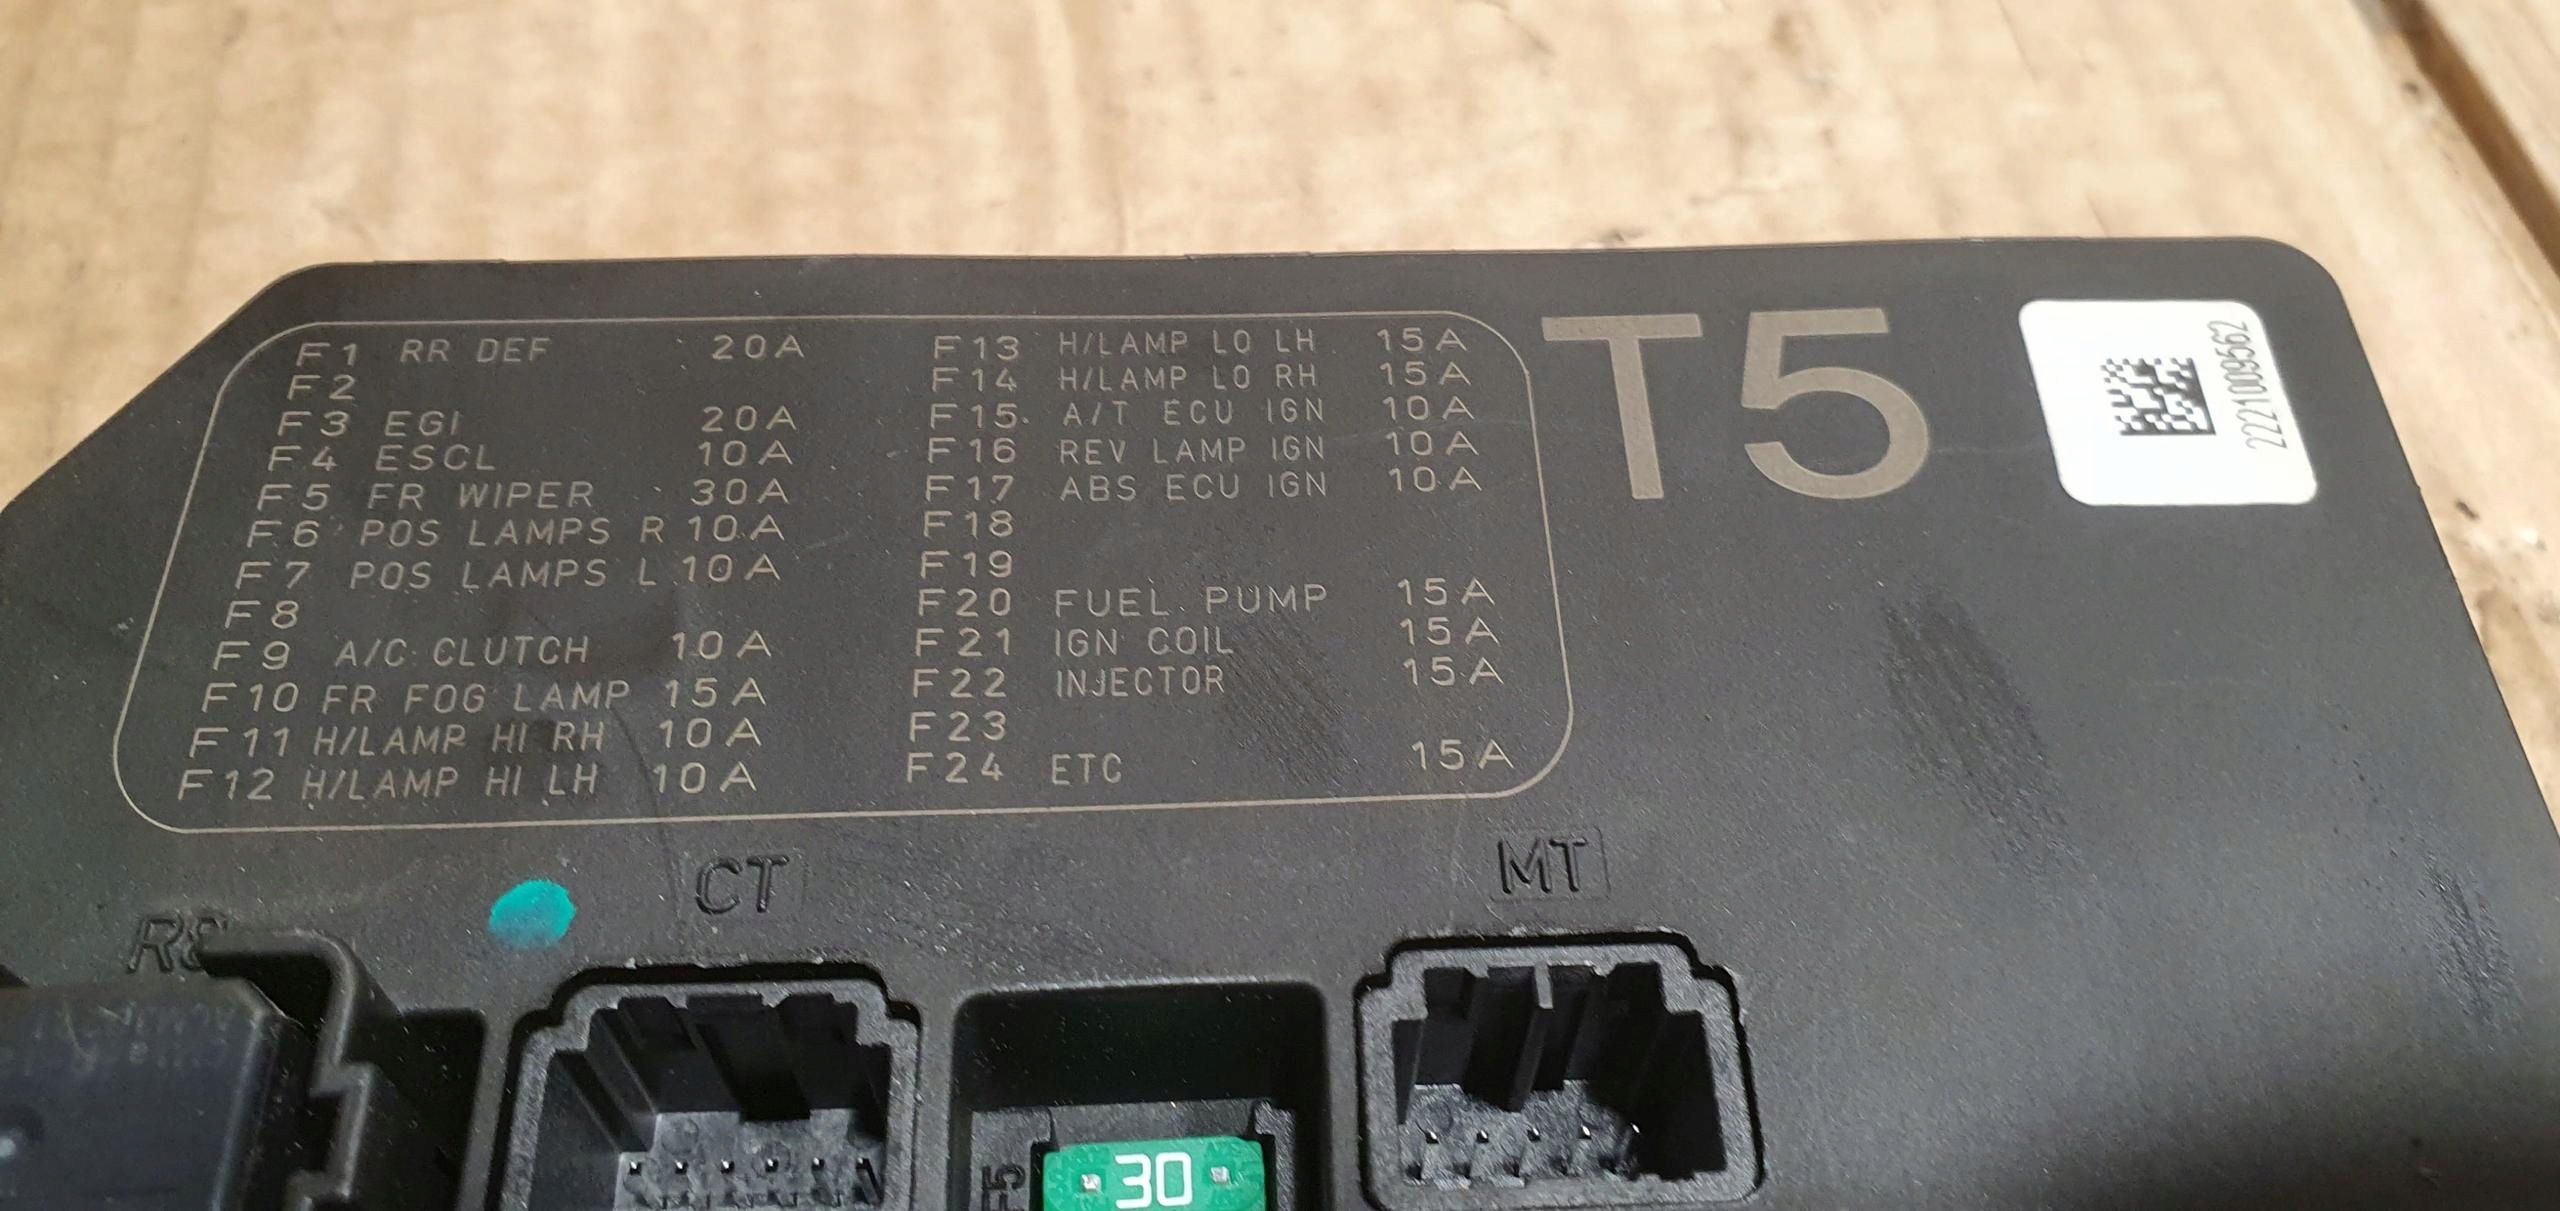 F1 RR DEF 20A
F2
F3 EGI 20A
F4 ESCL 10A
F5 FR WIPER 30A
F6 POS LAMPS R 10A
F7 POS LAMPS L 10A
F8
F9 A/C CLUTCH 10A
F10 FR FOG LAMP 15A
F11 H/LAMP HI RH 10A
F12 H/LAMP HI LH 10A
F13 H/LAMP LO LH 15A
F14 H/LAMP LO RH 15A
F15 A/T ECU IGN 10A
F16 REV LAMP IGN 10A
F17 ABS ECU IGN 10A
F18
F19
F20 FUEL PUMP 15A
F21 IGN COIL 15A
F22 INJECTOR 15A
F23
F24 ETC 15A
T5
2221009562
R8
CT
MT
F5
30